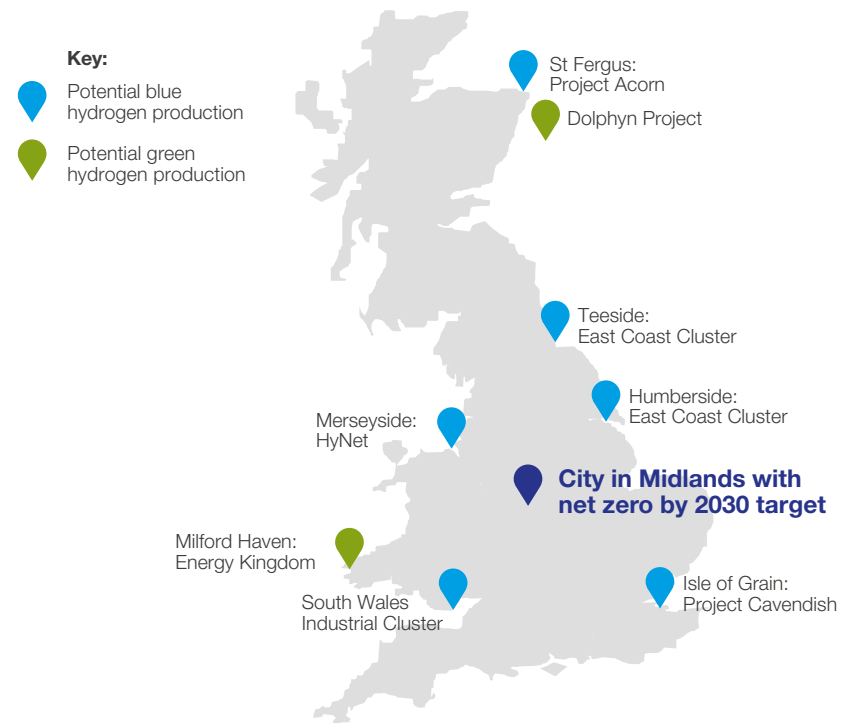 Key:
Potential blue
hydrogen production
Potential green
hydrogen production
St Fergus:
Project Acorn
Dolphyn Project
Teeside:
East Coast Cluster
Humberside:
East Coast Cluster
Merseyside:
HyNet
City in Midlands with
net zero by 2030 target
Milford Haven:
Energy Kingdom
South Wales
Industrial Cluster
Isle of Grain:
Project Cavendish